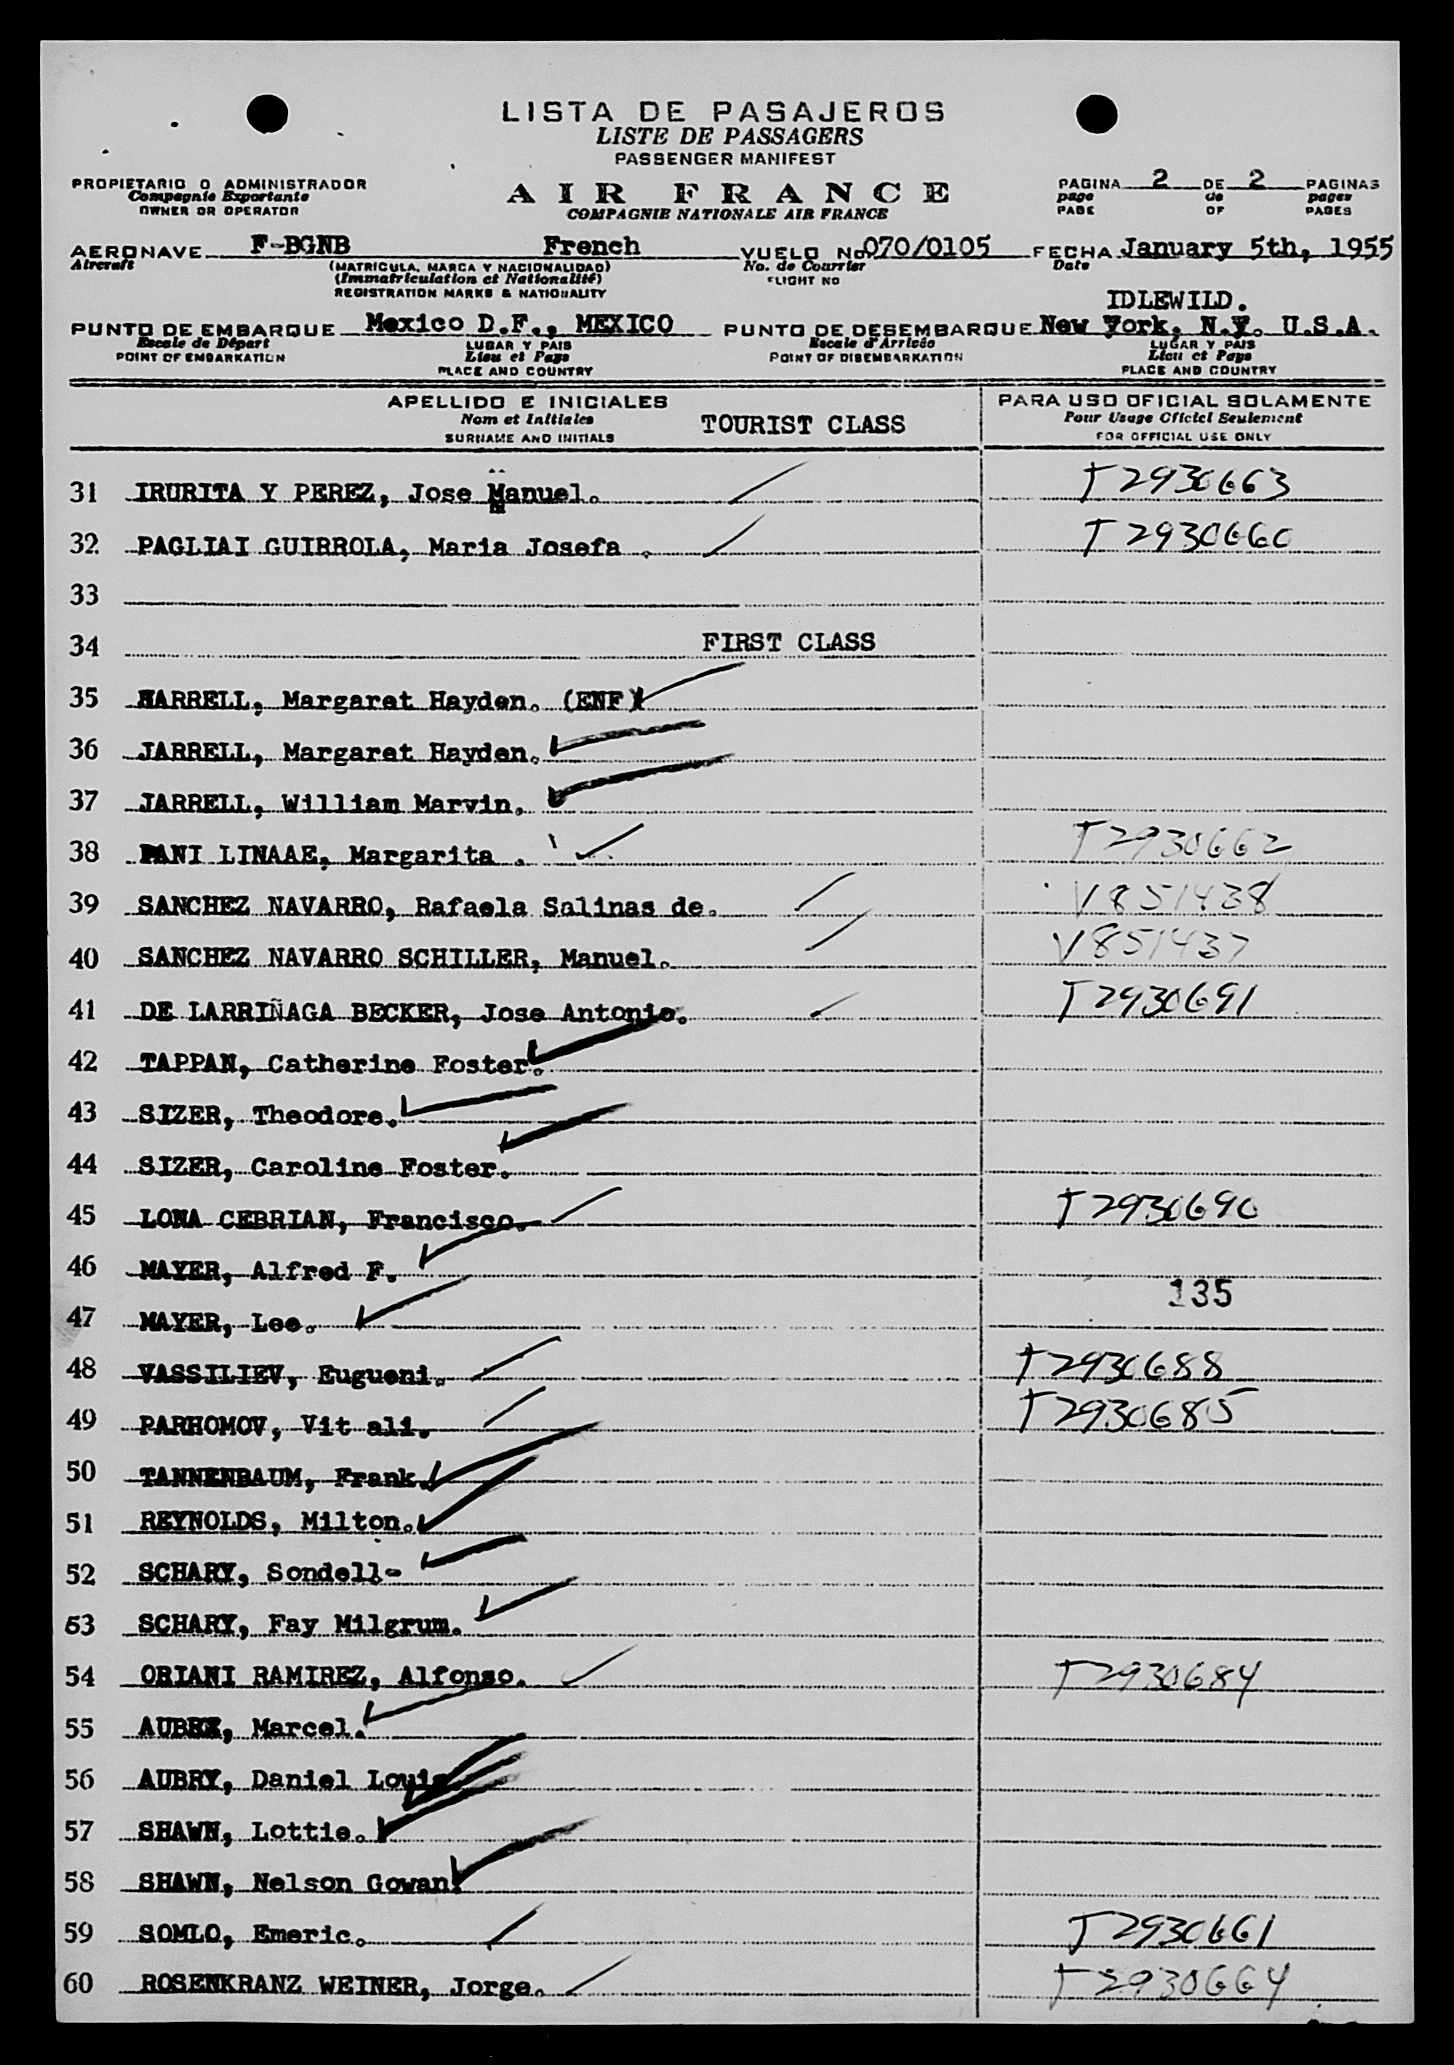 LISTA DE PASAJEROS
LISTE DE PASSAGERS
PASSENGER MANIFEST
PROPIETARIO O ADMINISTRADOR
Compagnie Exportante
OWNER OR OPERATOR
AIR FRANCE
COMPAGNIE NATIONALE AIR FRANCE
PAGINA 2 DE 2 PAGINAS
page de pages
PAGE OF PAGES
AERONAVE F-BGNB French VUELO No 070/0105 FECHA January 5th, 1955
Aircraft (MATRICULA, MARCA Y NACIONALIDAD) No. de Courrier Date
(Immatriculation et Nationalité) FLIGHT NO
REGISTRATION MARKS & NATIONALITY
IDLEWILD.
PUNTO DE EMBARQUE Mexico D.F., MEXICO PUNTO DE DESEMBARQUE New York, N.Y. U.S.A.
Escale de Départ LUGAR Y PAIS Escale d'Arrivée LUGAR Y PAIS
POINT OF EMBARKATION Lieu et Pays POINT OF DISEMBARKATION Lieu et Pays
PLACE AND COUNTRY PLACE AND COUNTRY
APELLIDO E INICIALES PARA USO OFICIAL SOLAMENTE
Nom et Initiales TOURIST CLASS Pour Usage Officiel Seulement
SURNAME AND INITIALS FOR OFFICIAL USE ONLY
31 IRURITA Y PEREZ, Jose Manuel. T2930663
32 PAGLIAI GUIRROLA, Maria Josefa . T2930660
33
34 FIRST CLASS
35 HARRELL, Margaret Hayden. (ENF)
36 JARRELL, Margaret Hayden.
37 JARRELL, William Marvin.
38 PANI LINAAE, Margarita . T2930662
39 SANCHEZ NAVARRO, Rafaela Salinas de. V851438
40 SANCHEZ NAVARRO SCHILLER, Manuel. V851437
41 DE LARRIÑAGA BECKER, Jose Antonio. T2930691
42 TAPPAN, Catherine Foster.
43 SIZER, Theodore.
44 SIZER, Caroline Foster.
45 LONA CEBRIAN, Francisco. T2930690
46 MAYER, Alfred F.
135
47 MAYER, Lee.
48 VASSILIEV, Eugueni. T2930688
49 PARHOMOV, Vit ali. T2930685
50 TANNENBAUM, Frank.
51 REYNOLDS, Milton.
52 SCHARY, Sondell-
53 SCHARY, Fay Milgrum.
54 ORIANI RAMIREZ, Alfonso. T2930684
55 Marcel.
56 AUBRY, Daniel Louis
57 SHAWN, Lottie.
58 SHAWN, Nelson Gowan.
59 SOMLO, Emeric. T2930661
60 ROSENKRANZ WEINER, Jorge. T2930664